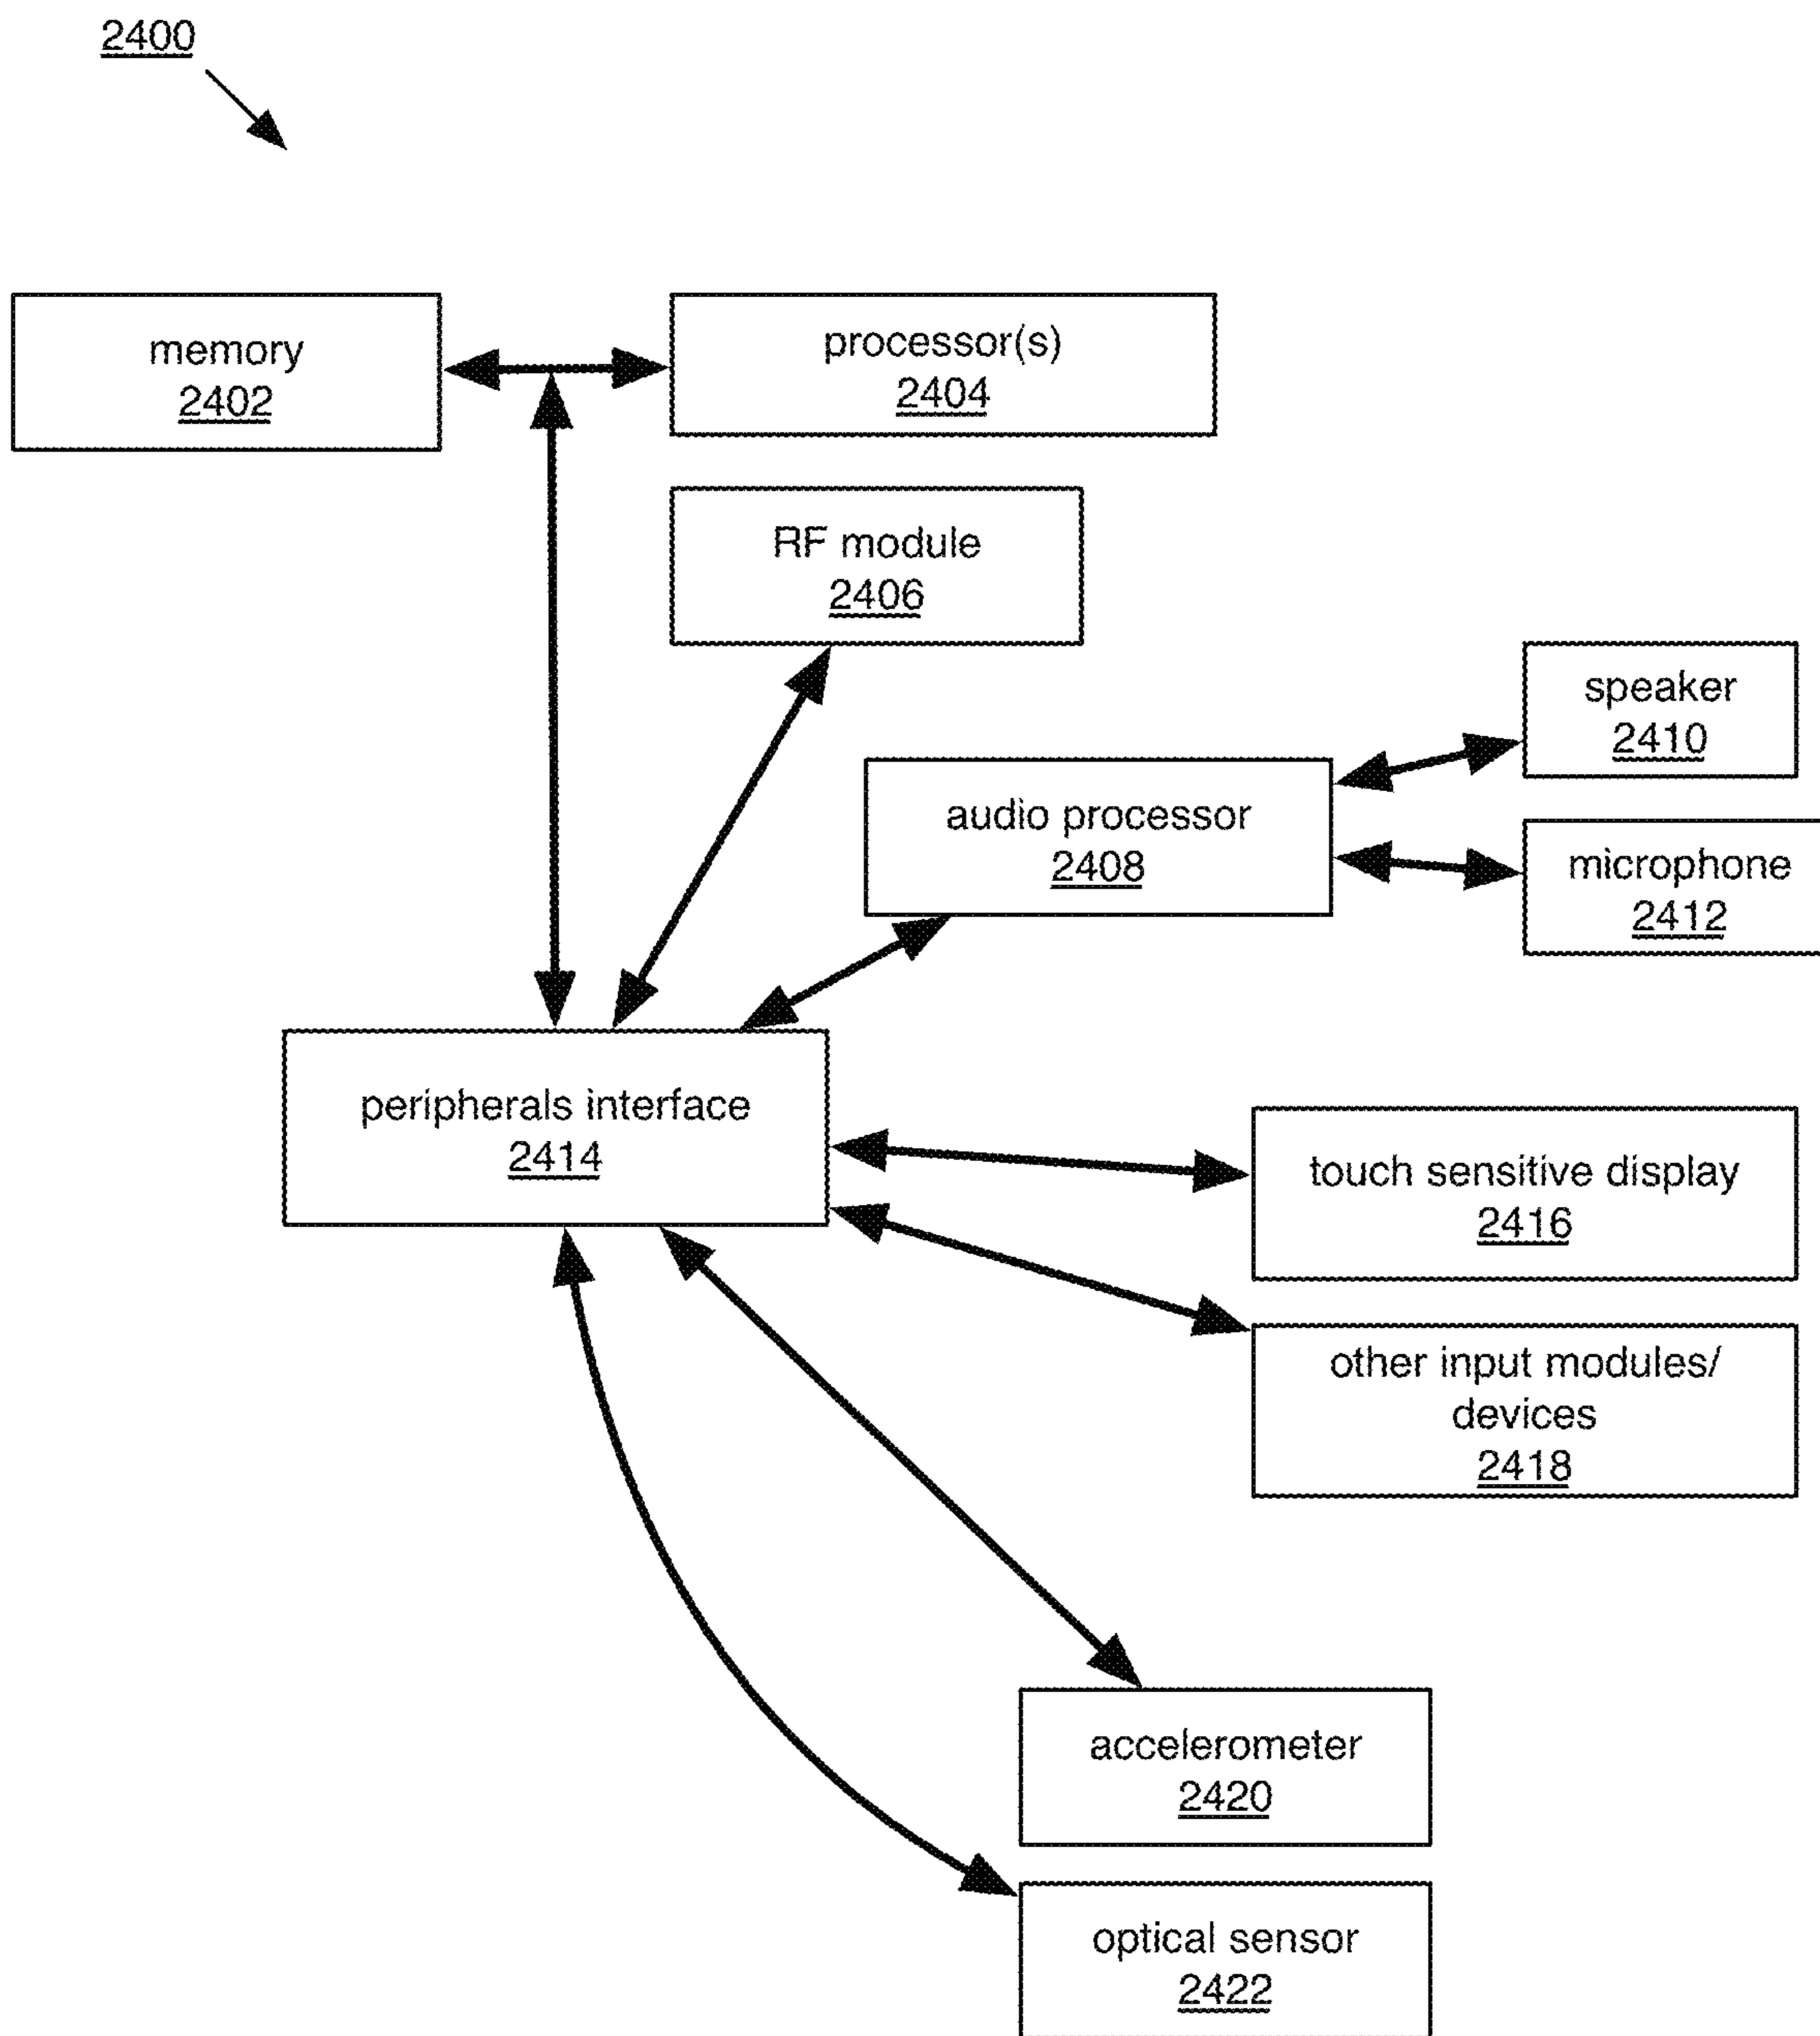 2400
memory
2402
processor(s)
2404
RF module
2406
speaker
2410
audio processor
2408
microphone
2412
peripherals interface
2414
touch sensitive display
2416
other input modules/
devices
2418
accelerometer
2420
optical sensor
2422